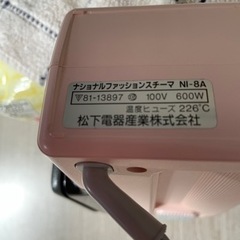 ナショナルファッションスチーマ NI-8A
81-13897 100V 600W
温度ヒューズ 226℃
松下電器産業株式会社